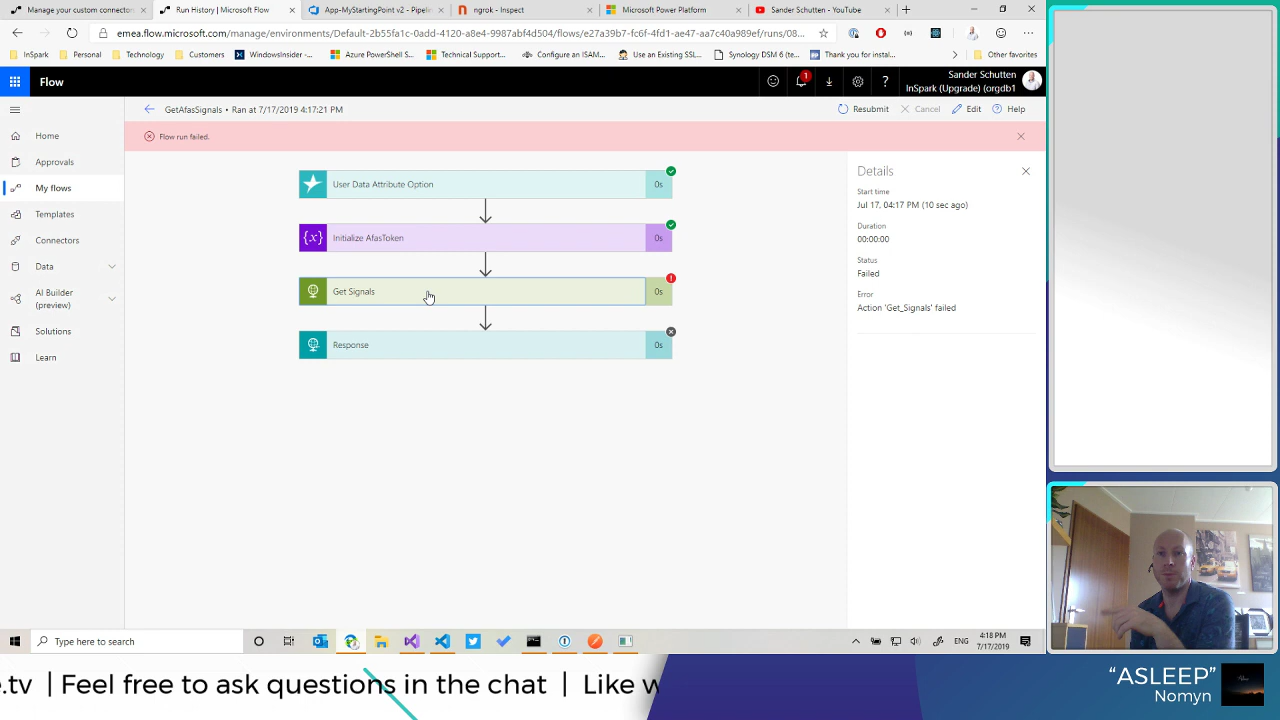 Manage your custom connecto
Run History | Microsoft Flow
App-MyStartingPoint v2 - Pipelin
ngrok - Inspect
Microsoft Power Platform
Sander Schutten - YouTube
emea.flow.microsoft.com/manage/environments/Default-2b55fa1c-0add-4120-a8e4-9987abf4d504/flows/e27a39b7-fc6f-4fd1-ae47-aa7c40a989ef/runs/08...
InSpark
Personal
Technology
Customers
WindowsInsider -...
Azure PowerShell...
Technical Support...
Configure an ISAM...
Use an Existing SSL...
Synology DSM 6 (te...
Thank you for instal...
Other favorites
Flow
1
Sander Schutten
InSpark (Upgrade) (orgdb1
GetAfasSignals • Ran at 7/17/2019 4:17:21 PM
Resubmit
Cancel
Edit
Help
Home
Approvals
My flows
Templates
Connectors
Data
AI Builder
(preview)
Solutions
Learn
Flow run failed.
User Data Attribute Option
0s
{x}
Initialize AfasToken
0s
Get Signals
0s
Response
0s
Details
Start time
Jul 17, 04:17 PM (10 sec ago)
Duration
00:00:00
Status
Failed
Error
Action 'Get_Signals' failed
Type here to search
ENG
4:18 PM
7/17/2019
e.tv | Feel free to ask questions in the chat | Like w
“ASLEEP”
Nomyn